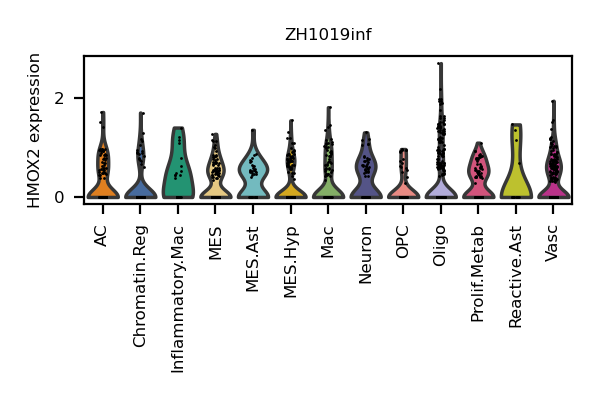 ZH1019inf
HMOX2 expression
2
0
AC
Chromatin.Reg
Inflammatory.Mac
MES
MES.Ast
MES.Hyp
Mac
Neuron
OPC
Oligo
Prolif.Metab
Reactive.Ast
Vasc